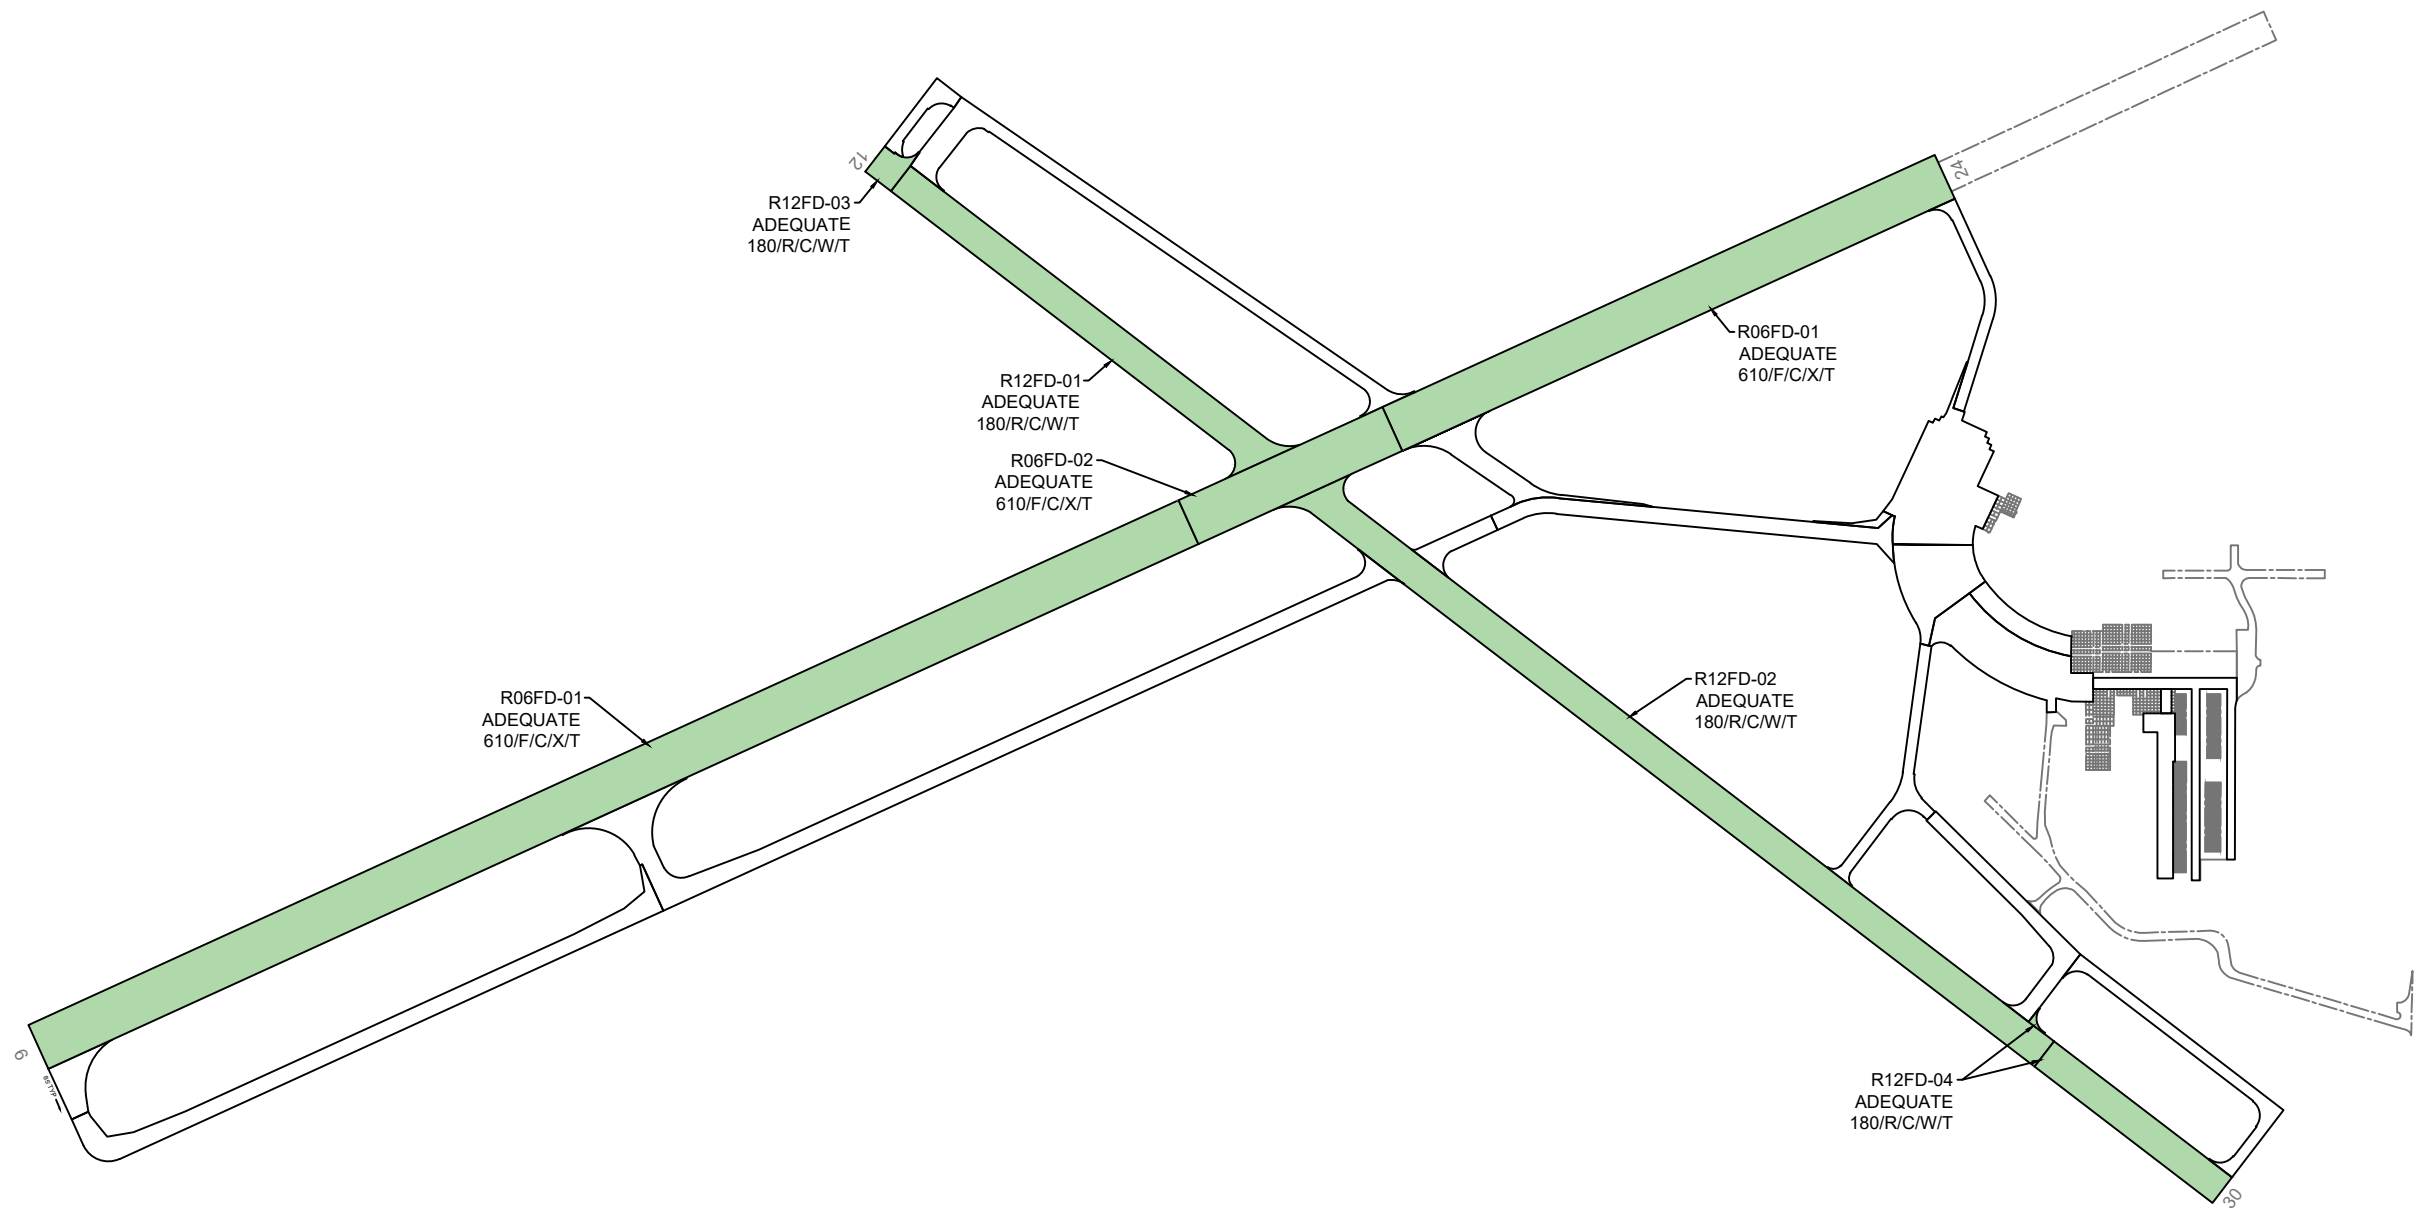 24
12
R12FD-03
ADEQUATE
180/R/C/W/T
R06FD-01
ADEQUATE
610/F/C/X/T
R12FD-01
ADEQUATE
180/R/C/W/T
R06FD-02
ADEQUATE
610/F/C/X/T
R12FD-02
ADEQUATE
180/R/C/W/T
R06FD-01
ADEQUATE
610/F/C/X/T
6
R12FD-04
ADEQUATE
180/R/C/W/T
30